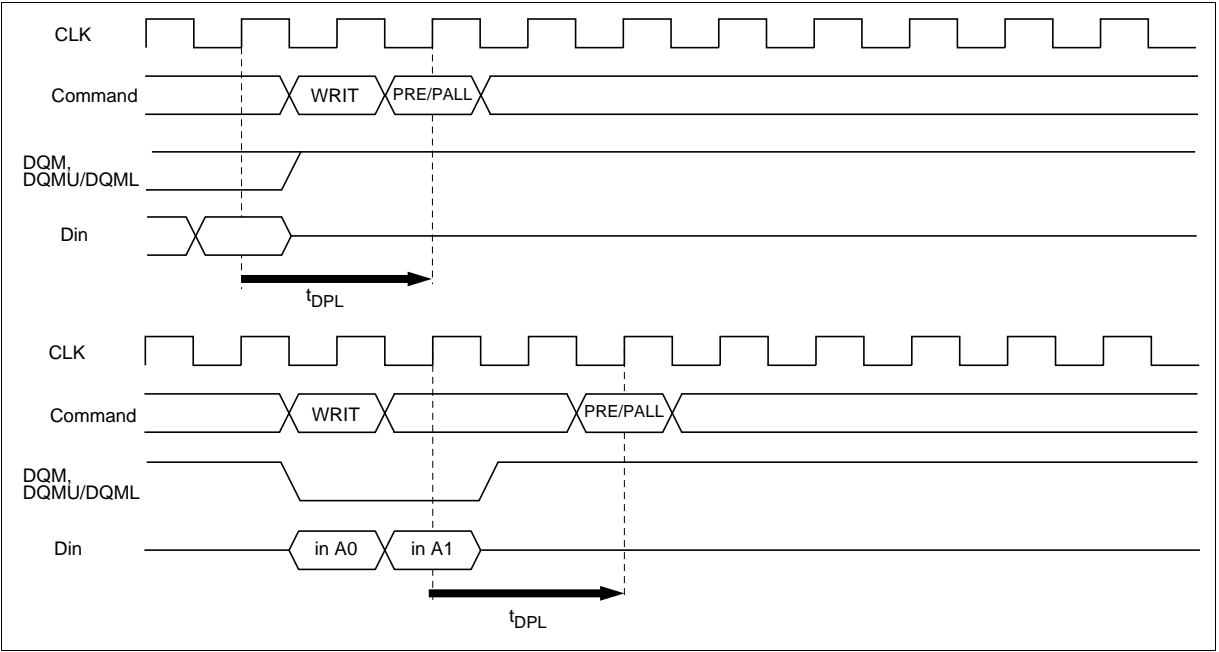 CLK
Command WRIT PRE/PALL
DQM,
DQMU/DQML
Din
tDPL
CLK
Command WRIT PRE/PALL
DQM,
DQMU/DQML
Din in A0 in A1
tDPL